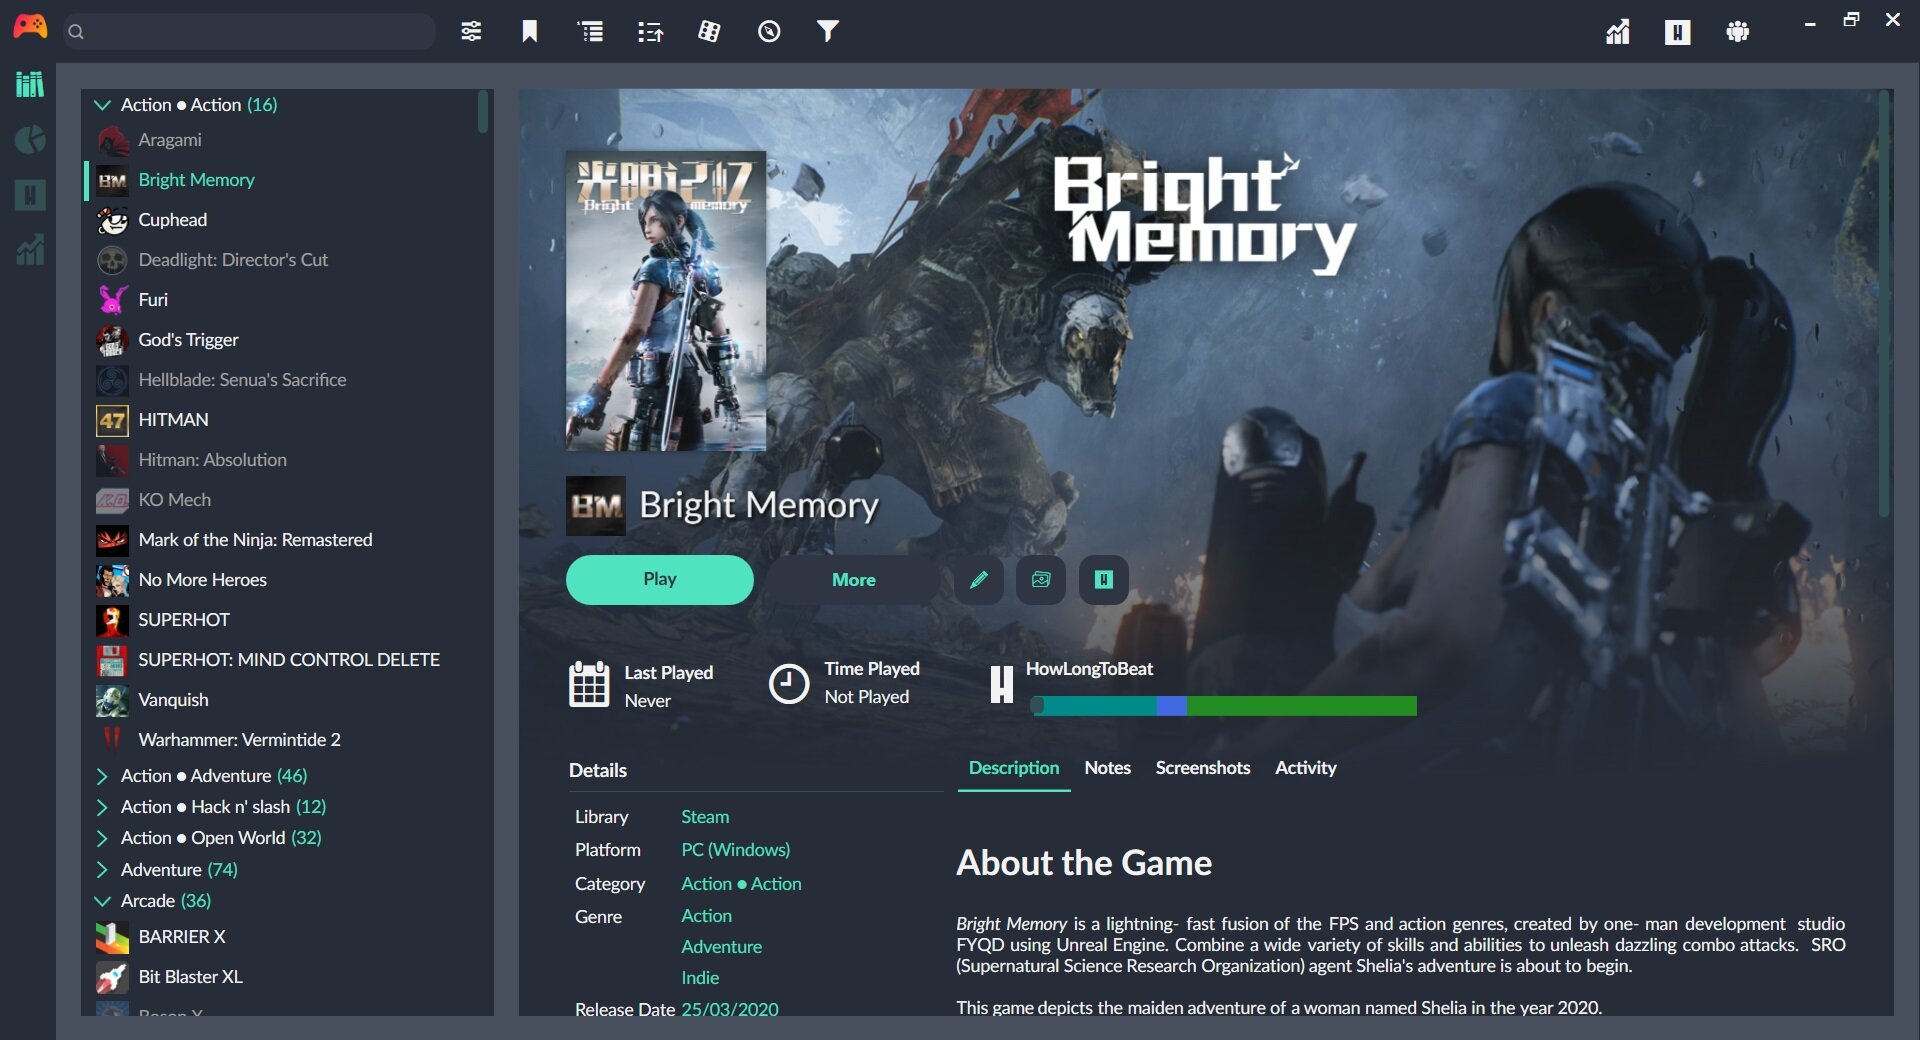 Action ● Action (16)
Aragami
BM
Bright Memory
Cuphead
Deadlight: Director's Cut
Furi
God's Trigger
Hellblade: Senua's Sacrifice
47
HITMAN
Hitman: Absolution
KO Mech
Mark of the Ninja: Remastered
No More Heroes
SUPERHOT
SUPERHOT: MIND CONTROL DELETE
Vanquish
Warhammer: Vermintide 2
Action ● Adventure (46)
Action ● Hack n' slash (12)
Action ● Open World (32)
Adventure (74)
Arcade (36)
BARRIER X
Bit Blaster XL
光明记忆
Bright memory
Bright
Memory
BM
Bright Memory
Play
More
Last Played
Never
Time Played
Not Played
HowLongToBeat
Details
Library Steam
Platform PC (Windows)
Category Action ● Action
Genre Action
Adventure
Indie
Release Date 25/03/2020
Description Notes Screenshots Activity
About the Game
Bright Memory is a lightning- fast fusion of the FPS and action genres, created by one- man development studio
FYQD using Unreal Engine. Combine a wide variety of skills and abilities to unleash dazzling combo attacks. SRO
(Supernatural Science Research Organization) agent Shelia's adventure is about to begin.
This game depicts the maiden adventure of a woman named Shelia in the year 2020.